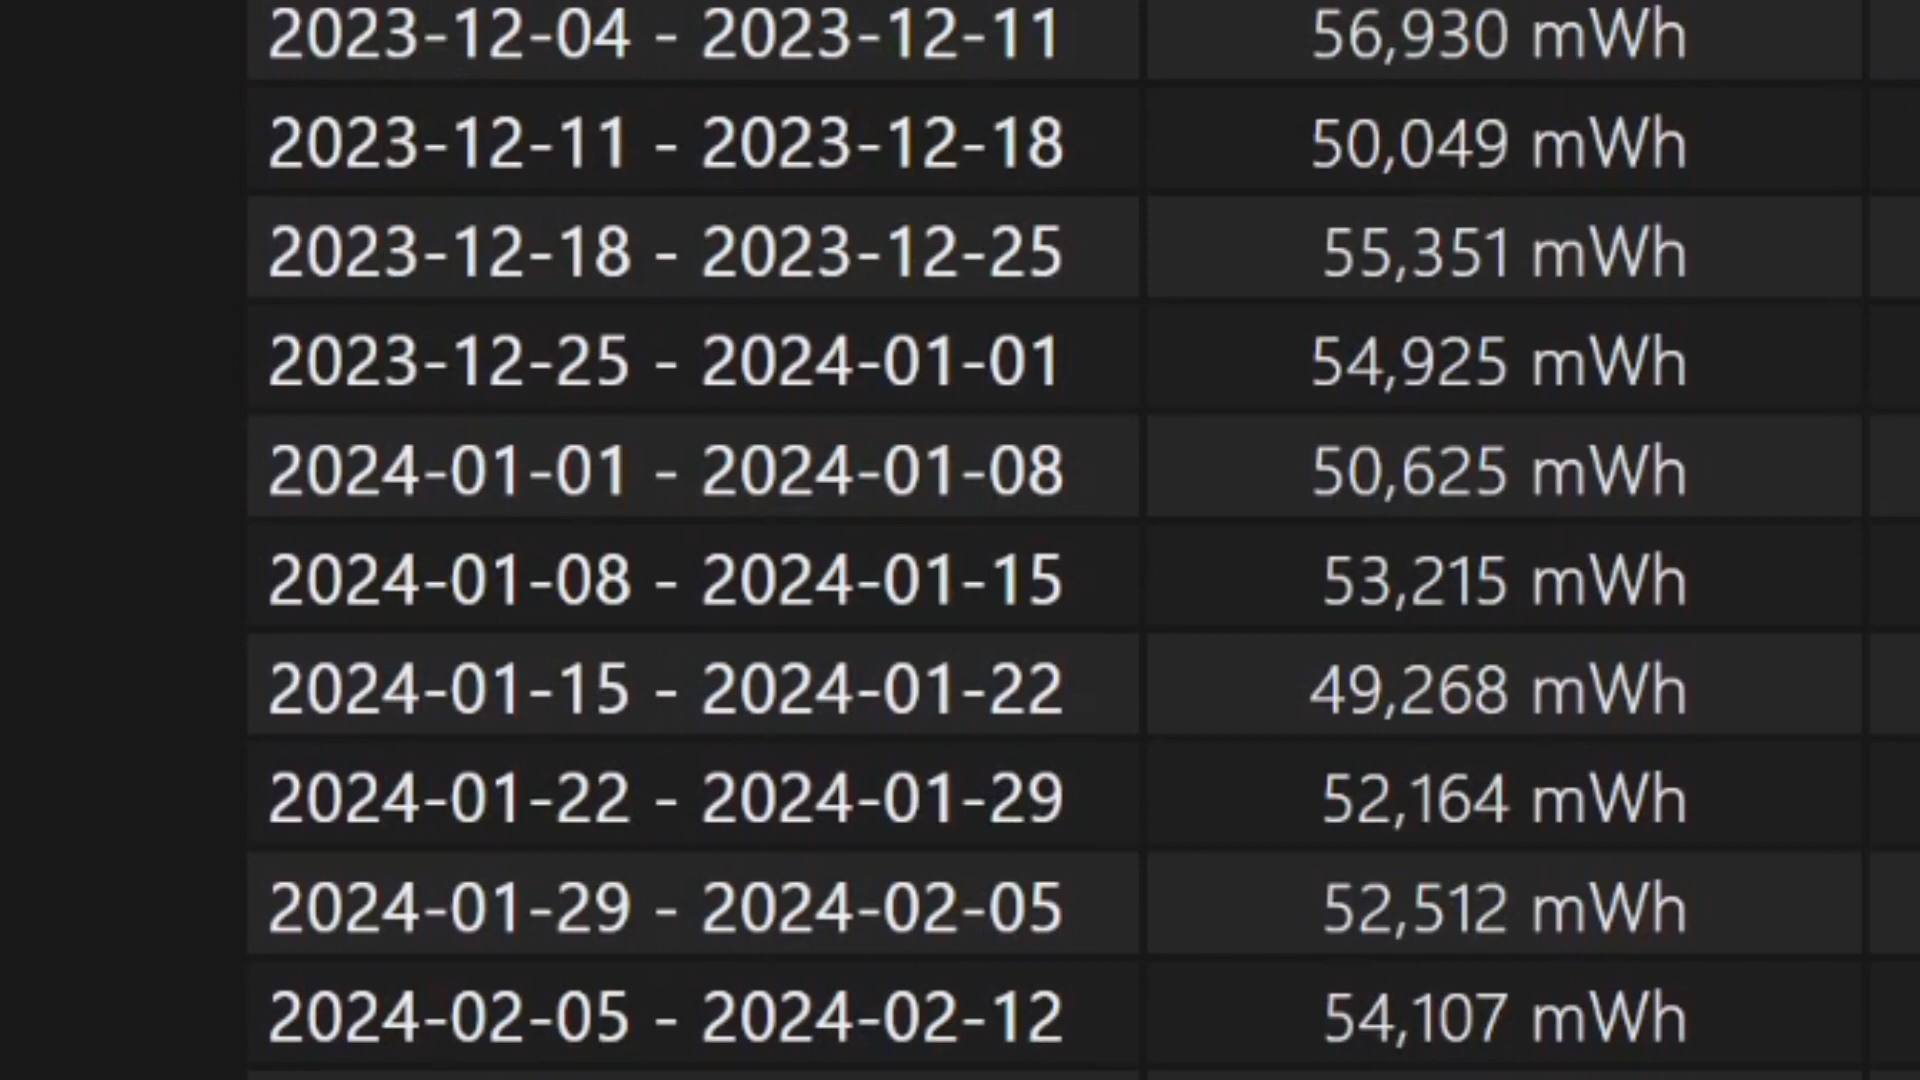 2023-12-04 - 2023-12-11 56,930 mWh
2023-12-11 - 2023-12-18 50,049 mWh
2023-12-18 - 2023-12-25 55,351 mWh
2023-12-25 - 2024-01-01 54,925 mWh
2024-01-01 - 2024-01-08 50,625 mWh
2024-01-08 - 2024-01-15 53,215 mWh
2024-01-15 - 2024-01-22 49,268 mWh
2024-01-22 - 2024-01-29 52,164 mWh
2024-01-29 - 2024-02-05 52,512 mWh
2024-02-05 - 2024-02-12 54,107 mWh